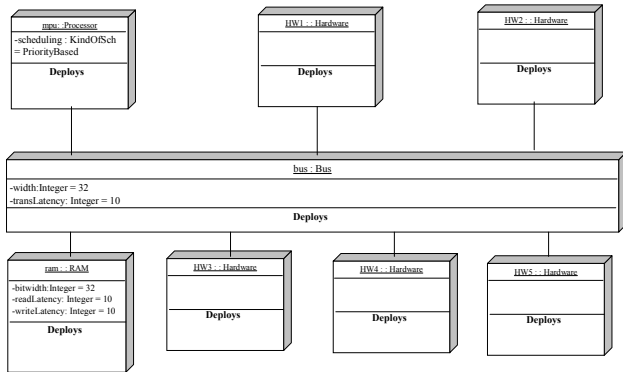 mpu: :Processor
-scheduling : KindOfSch
= PriorityBased
Deploys
HW1 : : Hardware
Deploys
HW2 : : Hardware
Deploys
bus : Bus
-width:Integer = 32
-transLatency: Integer = 10
Deploys
ram : : RAM
-bitwidth:Integer = 32
-readLatency: Integer = 10
-writeLatency: Integer = 10
Deploys
HW3 : : Hardware
Deploys
HW4 : : Hardware
Deploys
HW5 : : Hardware
Deploys